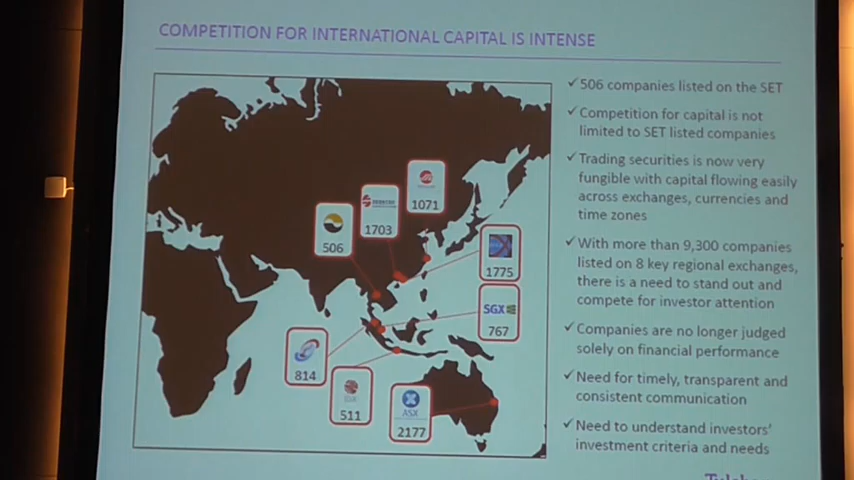 COMPETITION FOR INTERNATIONAL CAPITAL IS INTENSE
✓506 companies listed on the SET
✓Competition for capital is not
limited to SET listed companies
✓Trading securities is now very
fungible with capital flowing easily
across exchanges, currencies and
time zones
✓With more than 9,300 companies
listed on 8 key regional exchanges,
there is a need to stand out and
compete for investor attention
✓Companies are no longer judged
solely on financial performance
✓Need for timely, transparent and
consistent communication
✓Need to understand investors'
investment criteria and needs
1071
1703
506
1775
SGX
767
814
511
ASX
2177